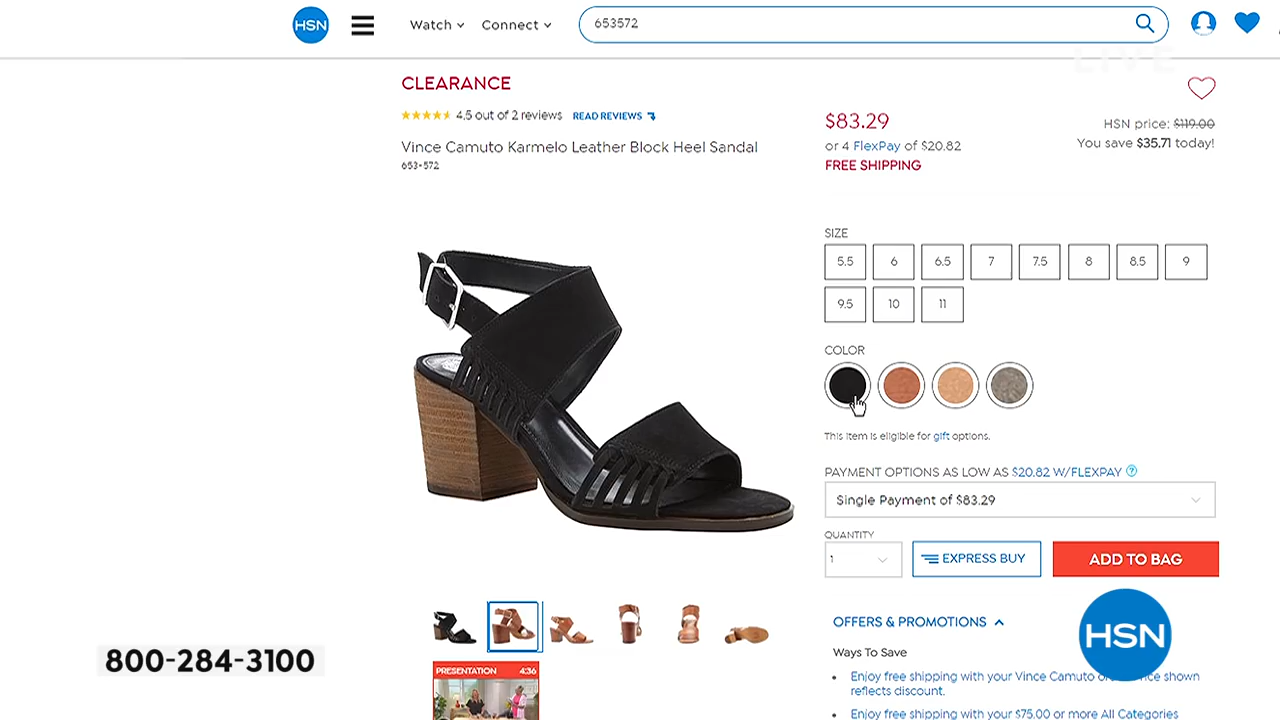 HSN
Watch
Connect
653572
LIVE
CLEARANCE
4.5 out of 2 reviews READ REVIEWS
Vince Camuto Karmelo Leather Block Heel Sandal
653-572
$83.29
or 4 FlexPay of $20.82
FREE SHIPPING
HSN price: $119.00
You save $35.71 today!
SIZE
5.5 6 6.5 7 7.5 8 8.5 9
9.5 10 11
COLOR
This item is eligible for gift options.
PAYMENT OPTIONS AS LOW AS $20.82 W/FLEXPAY ?
Single Payment of $83.29
QUANTITY
1
EXPRESS BUY
ADD TO BAG
OFFERS & PROMOTIONS
Ways To Save
• Enjoy free shipping with your Vince Camuto shown
reflects discount.
• Enjoy free shipping with your $75.00 or more All Categories
HSN
800-284-3100
PRESENTATION 4:36